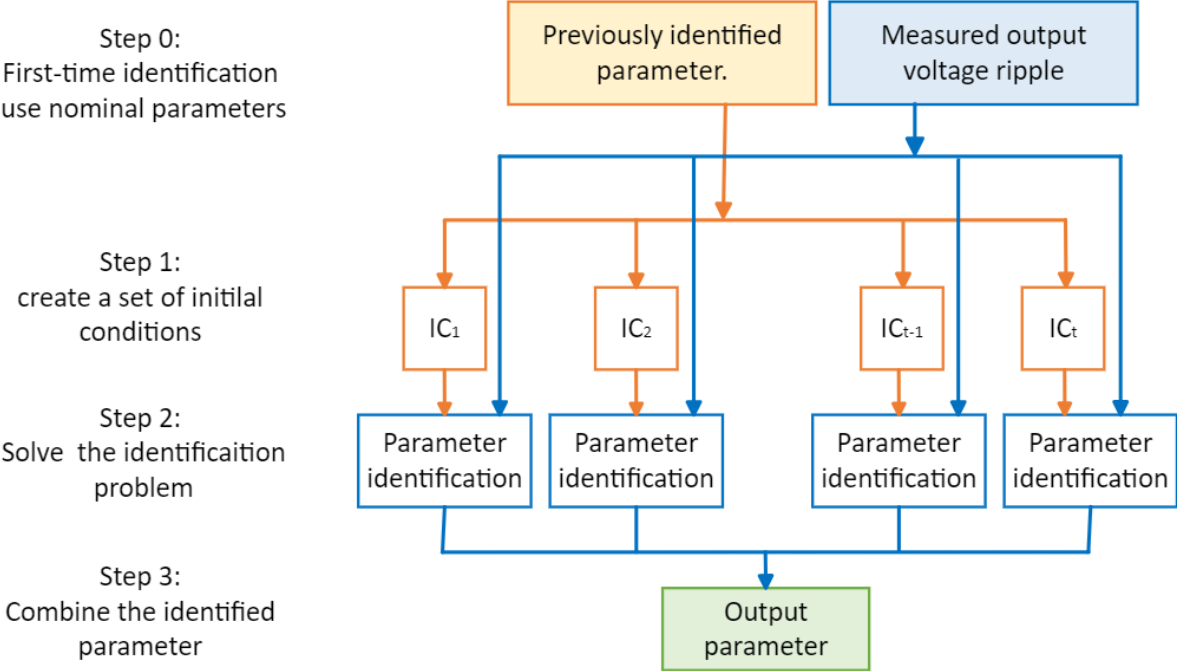 Step 0:
First-time identification
use nominal parameters
Previously identified
parameter.
Measured output
voltage ripple
Step 1:
create a set of initilal
conditions
IC1
IC2
ICt-1
ICt
Step 2:
Solve the identificaition
problem
Parameter
identification
Parameter
identification
Parameter
identification
Parameter
identification
Step 3:
Combine the identified
parameter
Output
parameter